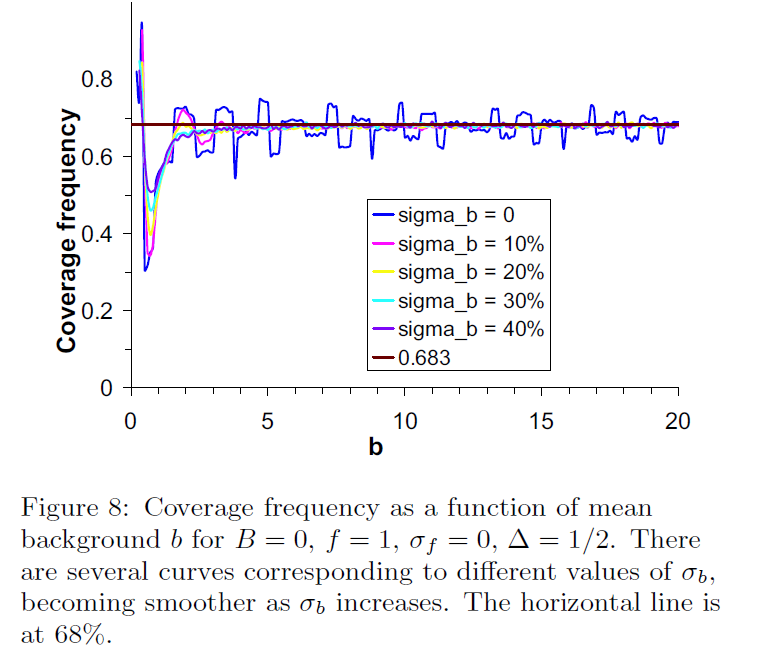 0.8
0.6
0.4
0.2
0
Coverage frequency
sigma_b = 0
sigma_b = 10%
sigma_b = 20%
sigma_b = 30%
sigma_b = 40%
0.683
0 5 10 15 20
b
Figure 8: Coverage frequency as a function of mean
background b for B = 0, f = 1, σf = 0, Δ = 1/2. There
are several curves corresponding to different values of σb,
becoming smoother as σb increases. The horizontal line is
at 68%.